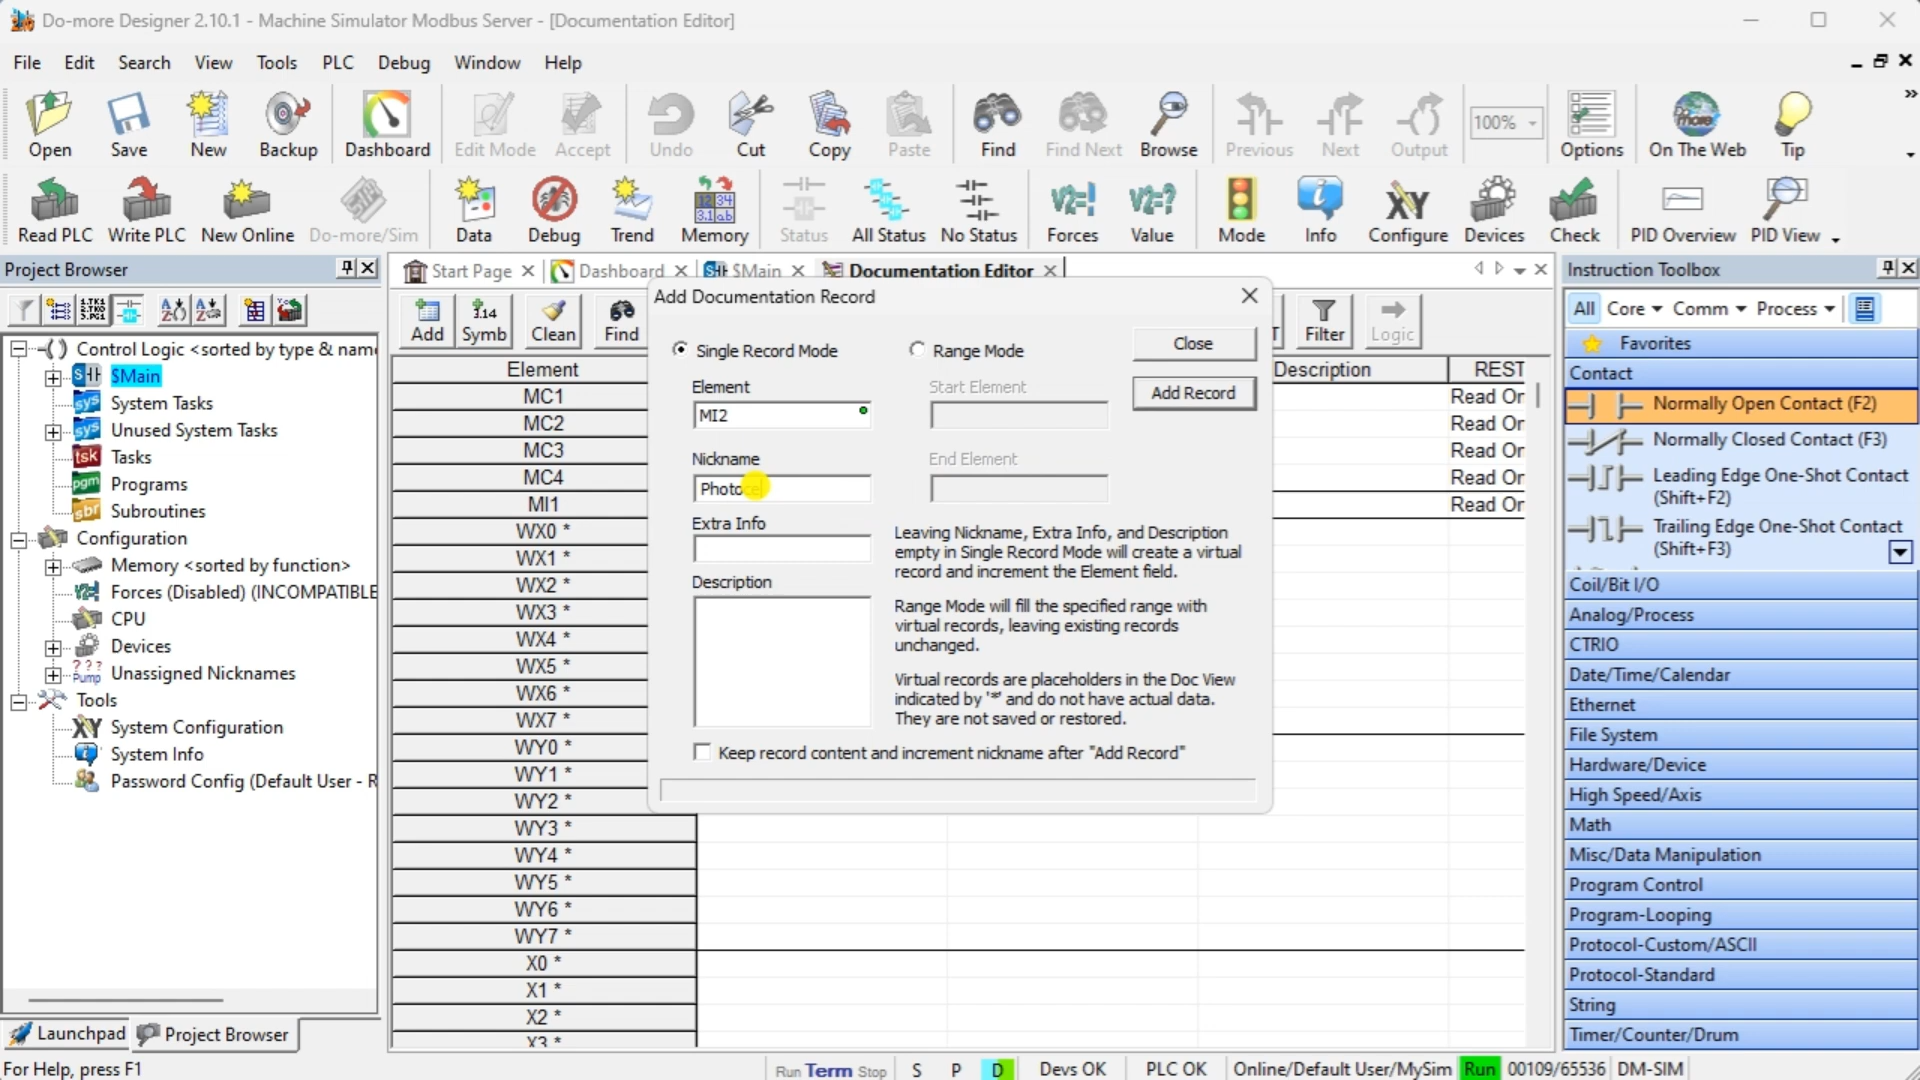 Do-more Designer 2.10.1 - Machine Simulator Modbus Server - [Documentation Editor]
File Edit Search View Tools PLC Debug Window Help
Open Save New Backup Dashboard Edit Mode Accept Undo Cut Copy Paste Find Find Next Browse Previous Next Output 100% Options On The Web Tip
Read PLC Write PLC New Online Do-more/Sim Data Debug Trend Memory Status All Status No Status Forces Value Mode Info Configure Devices Check PID Overview PID View
Project Browser
Start Page Dashboard $Main Documentation Editor
Instruction Toolbox
Add Symb Clean Find Filter Logic
Control Logic <sorted by type & nam
$Main
System Tasks
Unused System Tasks
Tasks
Programs
Subroutines
Configuration
Memory <sorted by function>
Forces (Disabled) (INCOMPATIBLE
CPU
Devices
Unassigned Nicknames
Tools
System Configuration
System Info
Password Config (Default User - R
Launchpad Project Browser
Element
MC1
MC2
MC3
MC4
MI1
WX0 *
WX1 *
WX2 *
WX3 *
WX4 *
WX5 *
WX6 *
WX7 *
WY0 *
WY1 *
WY2 *
WY3 *
WY4 *
WY5 *
WY6 *
WY7 *
X0 *
X1 *
X2 *
X3 *
Add Documentation Record
Single Record Mode
Range Mode
Close
Add Record
Element
MI2
Start Element
Nickname
End Element
Extra Info
Description
Leaving Nickname, Extra Info, and Description
empty in Single Record Mode will create a virtual
record and increment the Element field.
Range Mode will fill the specified range with
virtual records, leaving existing records
unchanged.
Virtual records are placeholders in the Doc View
indicated by '*' and do not have actual data.
They are not saved or restored.
Keep record content and increment nickname after "Add Record"
Description REST
Read Or
Read Or
Read Or
Read Or
Read Or
All Core Comm Process
Favorites
Contact
Normally Open Contact (F2)
Normally Closed Contact (F3)
Leading Edge One-Shot Contact
(Shift+F2)
Trailing Edge One-Shot Contact
(Shift+F3)
Coil/Bit I/O
Analog/Process
CTRIO
Date/Time/Calendar
Ethernet
File System
Hardware/Device
High Speed/Axis
Math
Misc/Data Manipulation
Program Control
Program-Looping
Protocol-Custom/ASCII
Protocol-Standard
String
Timer/Counter/Drum
For Help, press F1
Run Term Stop S P D Devs OK PLC OK Online/Default User/MySim Run 00109/65536 DM-SIM